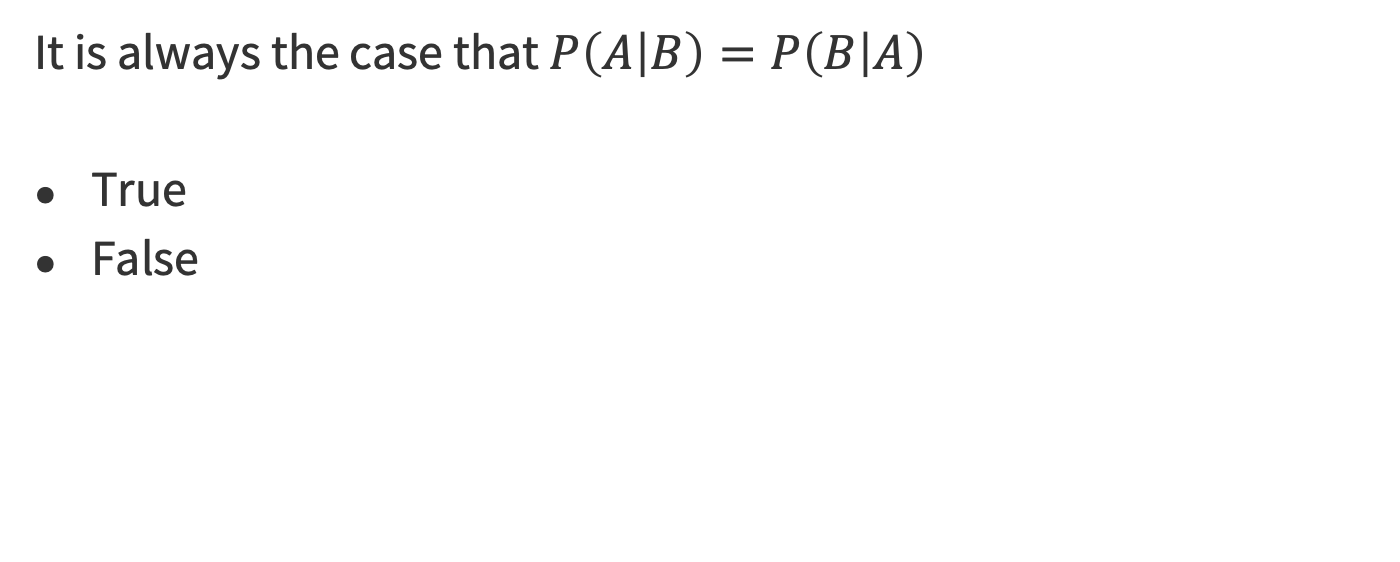 It is always the case that P(A|B) = P(B|A)
• True
• False